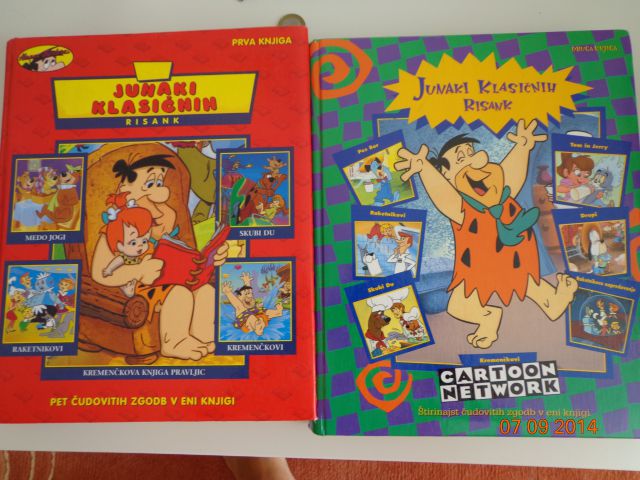 PRVA KNJIGA
JUNAKI
KLASIČNIH
RISANK
MEDO JOGI
SKUBI DU
RAKETNIKOVI
KREMENČKOVI
KREMENČKOVA KNJIGA PRAVLJIC
PET ČUDOVITIH ZGODB V ENI KNJIGI
DRUGA KNJIGA
JUNAKI KLASIČNIH
RISANK
Tom in Jerry
Raketnikovi
Drupi
Skubi Du
Kremenčkovi
CARTOON
NETWORK
Štirinajst čudovitih zgodb v eni knjigi
07 09 2014